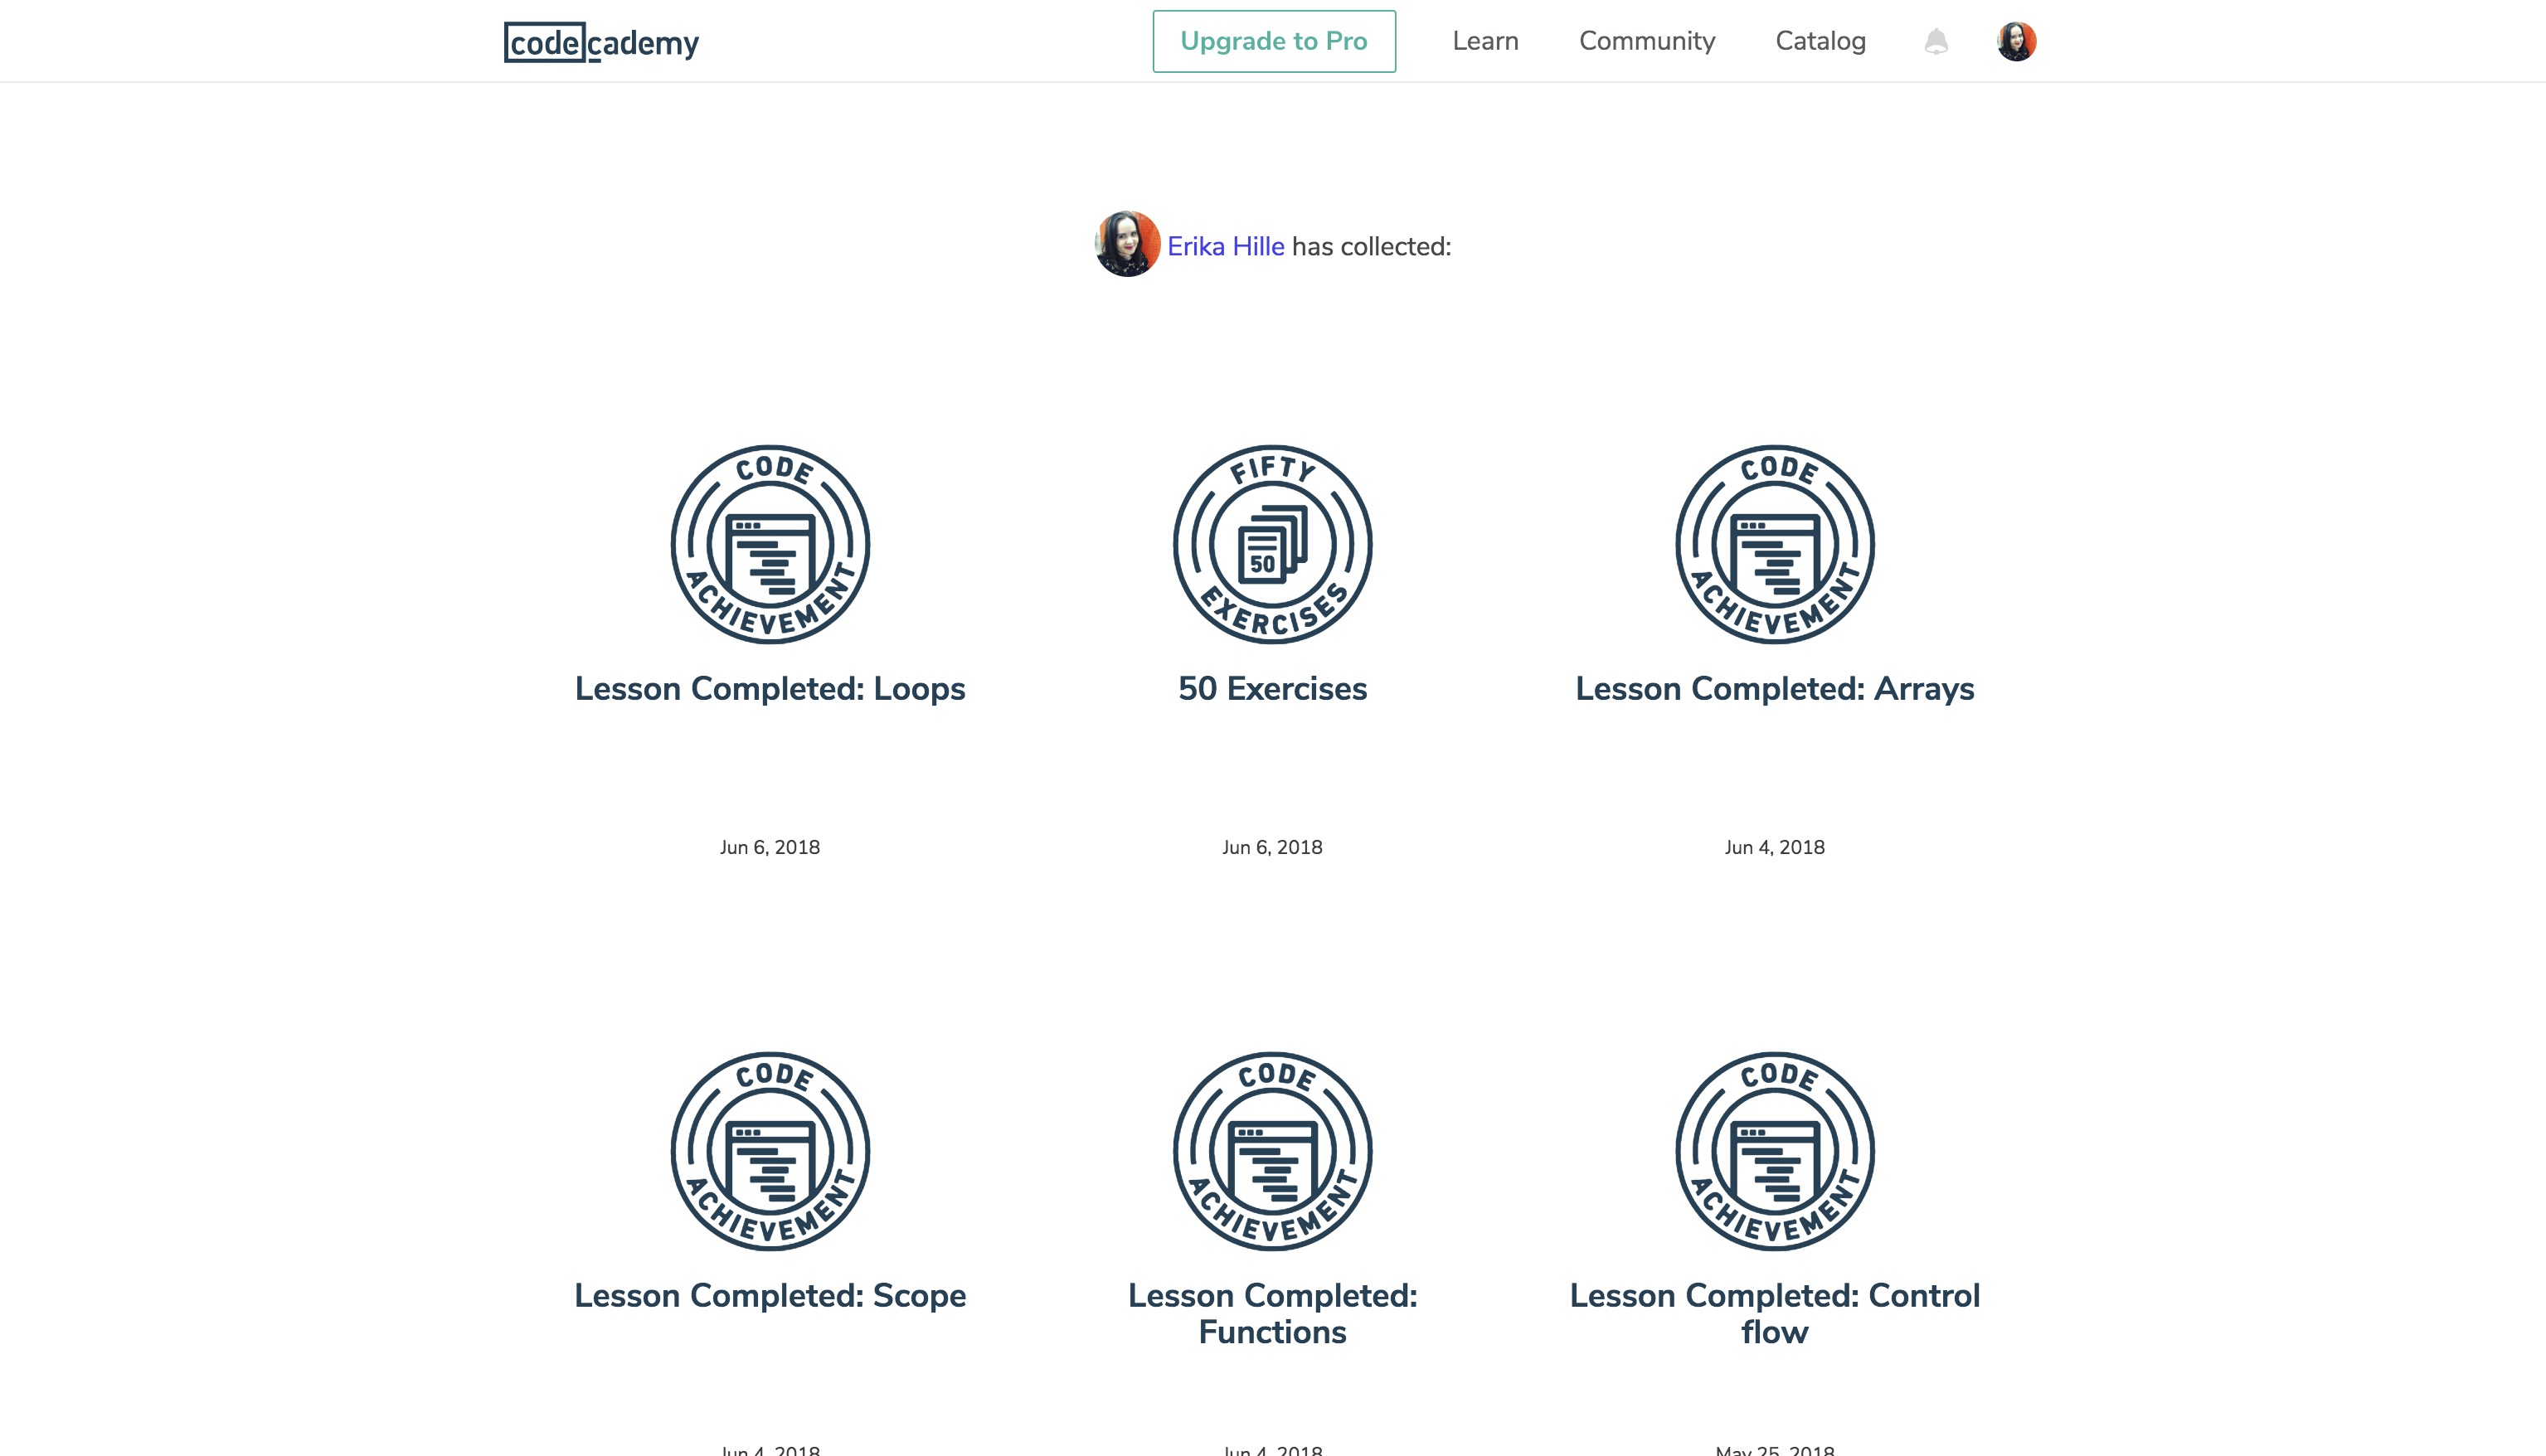 codecademy
Upgrade to Pro
Learn
Community
Catalog
Erika Hille has collected:
CODE
ACHIEVEMENT
Lesson Completed: Loops
Jun 6, 2018
FIFTY
50
EXERCISES
50 Exercises
Jun 6, 2018
CODE
ACHIEVEMENT
Lesson Completed: Arrays
Jun 4, 2018
CODE
ACHIEVEMENT
Lesson Completed: Scope
Jun 4, 2018
CODE
ACHIEVEMENT
Lesson Completed:
Functions
Jun 4, 2018
CODE
ACHIEVEMENT
Lesson Completed: Control
flow
May 25, 2018